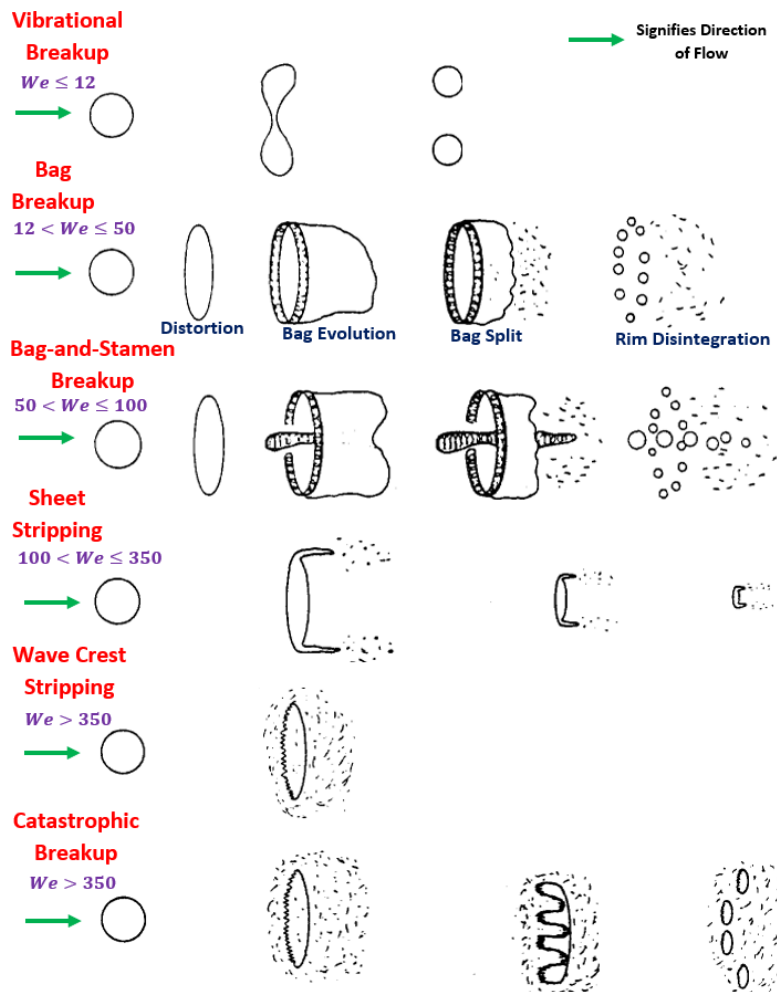 Vibrational
Breakup
We ≤ 12
Signifies Direction
of Flow
Bag
Breakup
12 < We ≤ 50
Distortion
Bag Evolution
Bag Split
Rim Disintegration
Bag-and-Stamen
Breakup
50 < We ≤ 100
Sheet
Stripping
100 < We ≤ 350
Wave Crest
Stripping
We > 350
Catastrophic
Breakup
We > 350